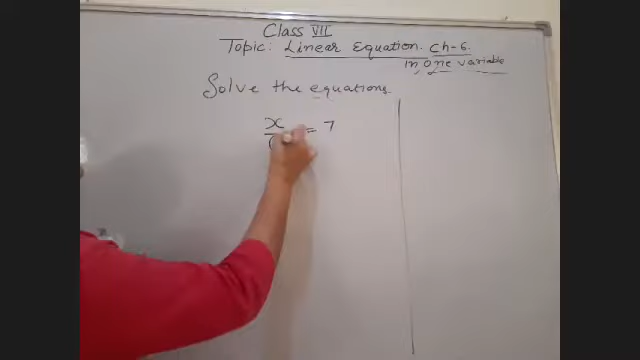 Class VII
Topic: Linear Equation. Ch-6.
in one variable
Solve the equations
x
= 7